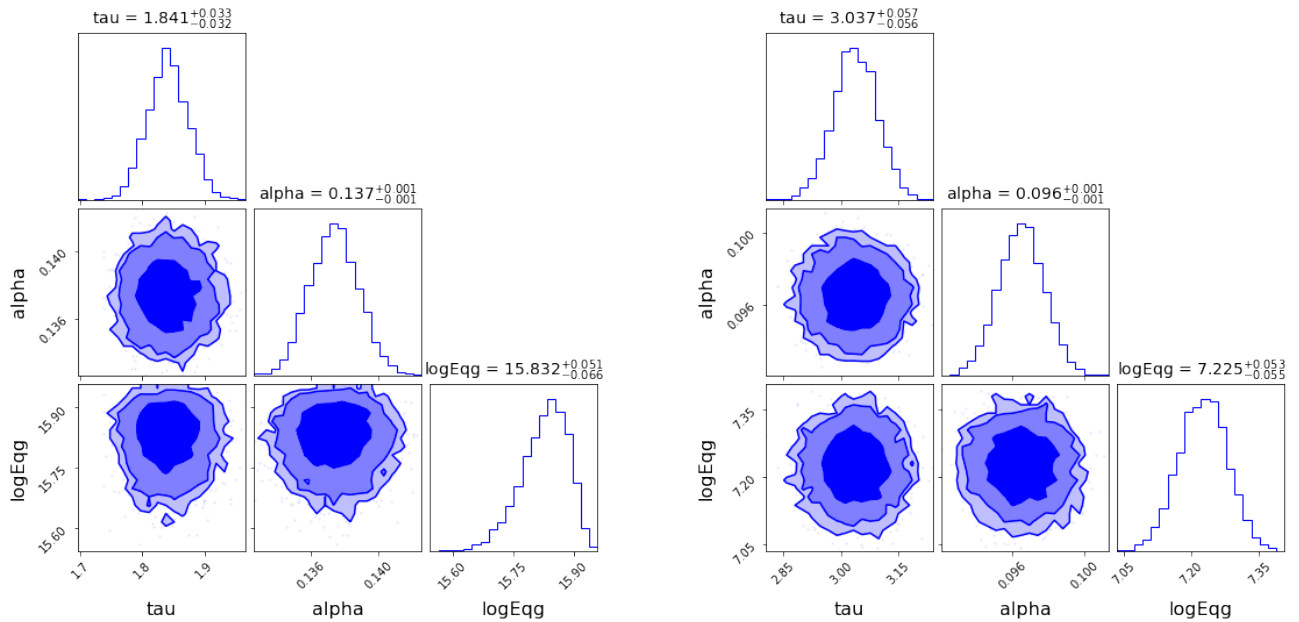 tau = 1.841+0.033−0.032
alpha = 0.137+0.001−0.001
logEqg = 15.832+0.051−0.066
alpha
0.140
0.136
logEqg
15.90
15.75
15.60
1.7 1.8 1.9
tau
0.136 0.140
alpha
15.60 15.75 15.90
logEqg
tau = 3.037+0.057−0.056
alpha = 0.096+0.001−0.001
logEqg = 7.225+0.053−0.055
alpha
0.100
0.096
logEqg
7.35
7.20
7.05
2.85 3.00 3.15
tau
0.096 0.100
alpha
7.05 7.20 7.35
logEqg